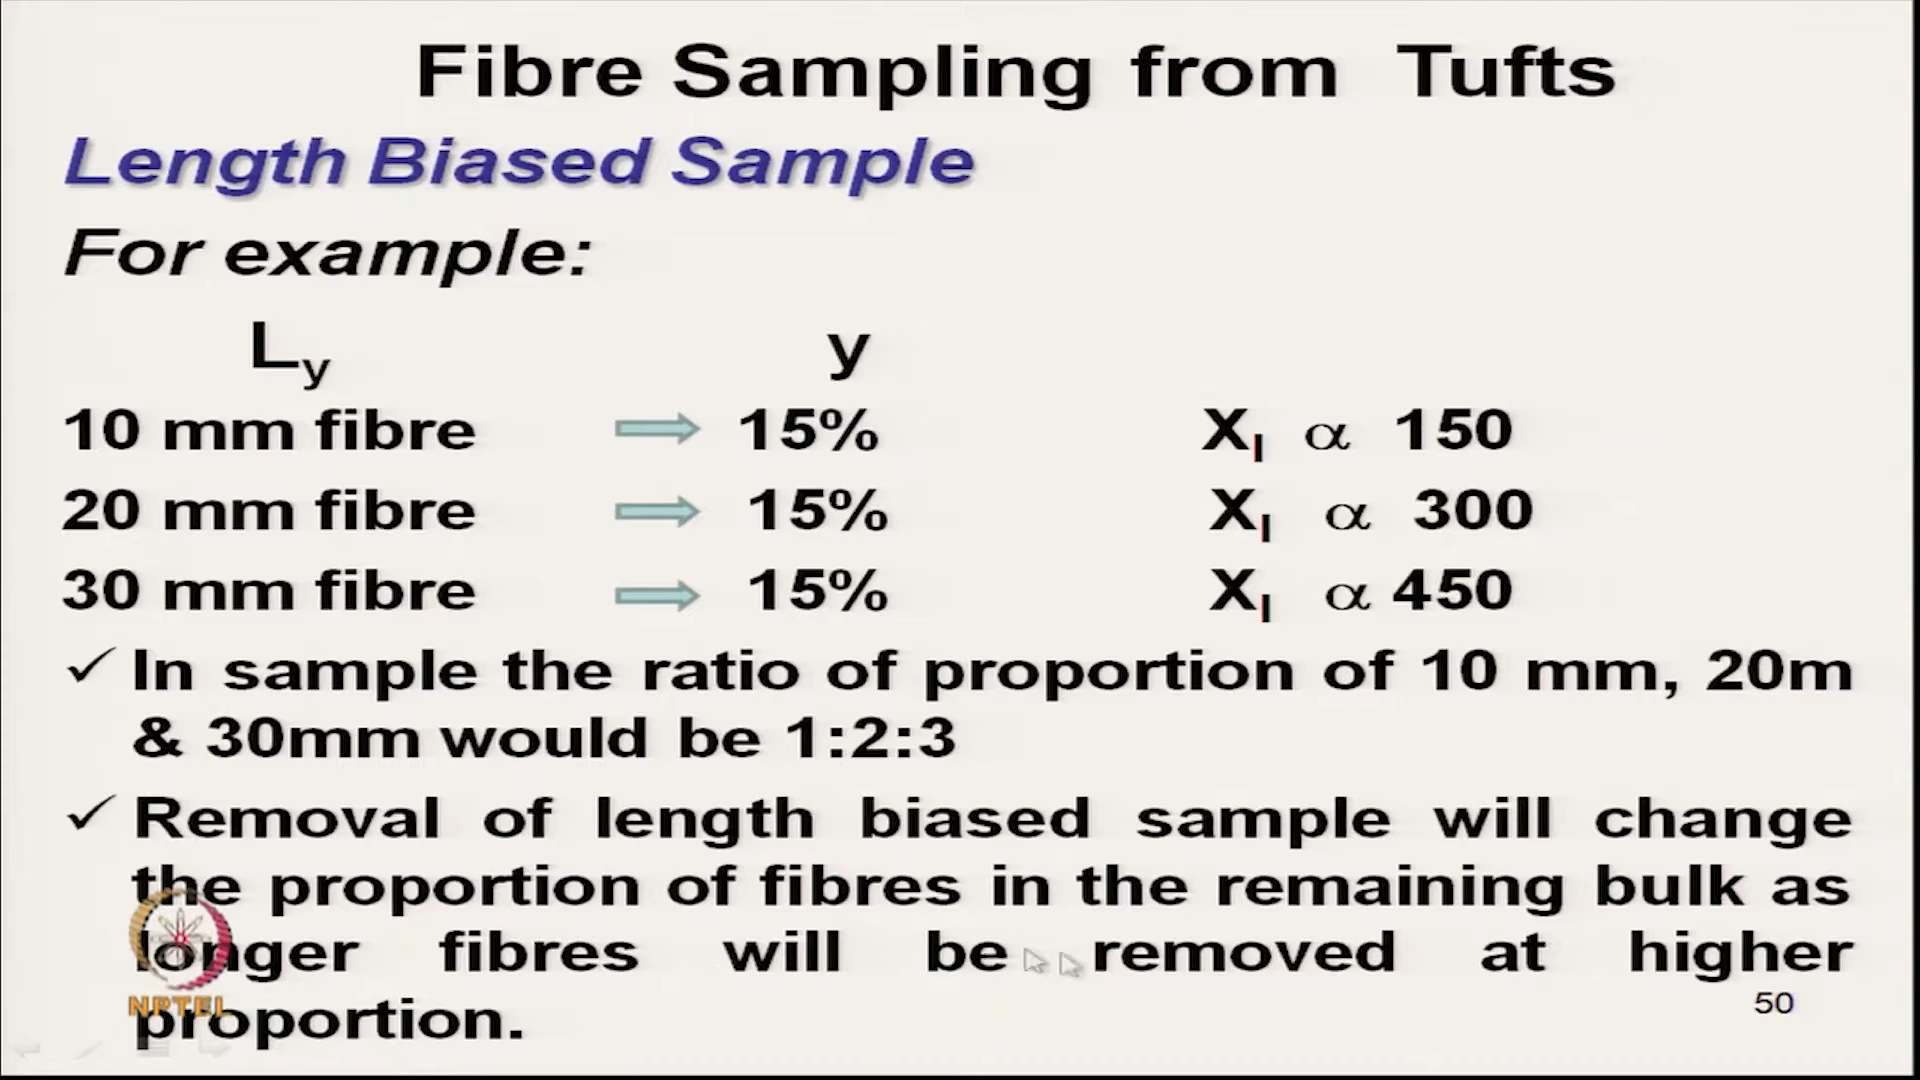 Fibre Sampling from Tufts
Length Biased Sample
For example:
Ly y
10 mm fibre 15% Xl α 150
20 mm fibre 15% Xl α 300
30 mm fibre 15% Xl α 450
✓ In sample the ratio of proportion of 10 mm, 20m
& 30mm would be 1:2:3
✓ Removal of length biased sample will change
the proportion of fibres in the remaining bulk as
longer fibres will be removed at higher
proportion.
NPTEL
50